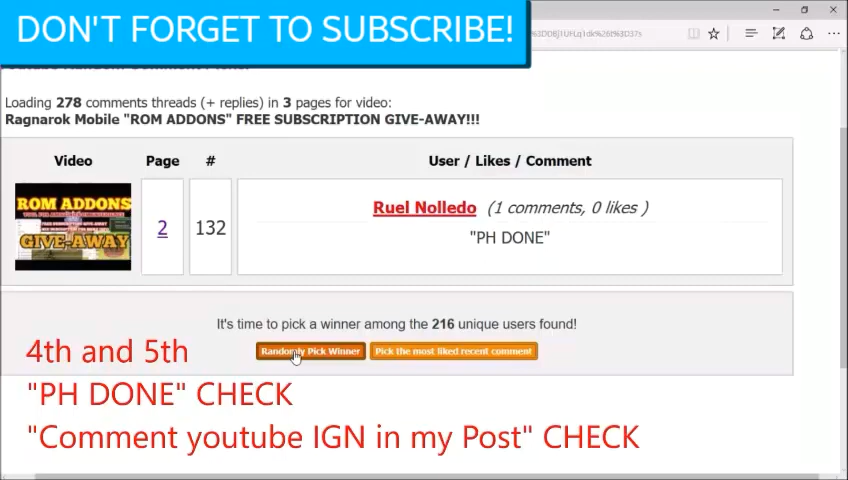 DON'T FORGET TO SUBSCRIBE!
Loading 278 comments threads (+ replies) in 3 pages for video:
Ragnarok Mobile "ROM ADDONS" FREE SUBSCRIPTION GIVE-AWAY!!!
Video Page # User / Likes / Comment
ROM ADDONS
GIVE-AWAY
2 132
Ruel Nolledo (1 comments, 0 likes )
"PH DONE"
It's time to pick a winner among the 216 unique users found!
Randomly Pick Winner Pick the most liked recent comment
4th and 5th
"PH DONE" CHECK
"Comment youtube IGN in my Post" CHECK